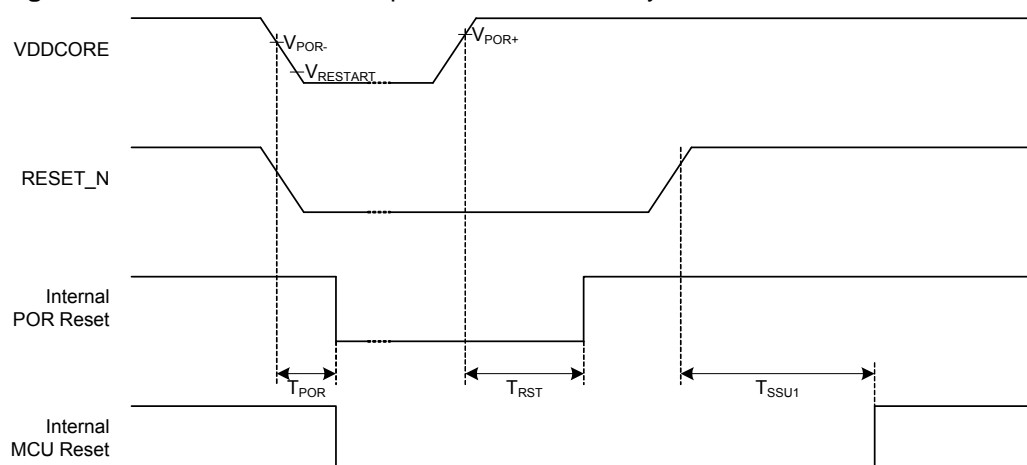 VDDCORE
VPOR-
VRESTART
VPOR+
RESET_N
Internal
POR Reset
TPOR
TRST
TSSU1
Internal
MCU Reset